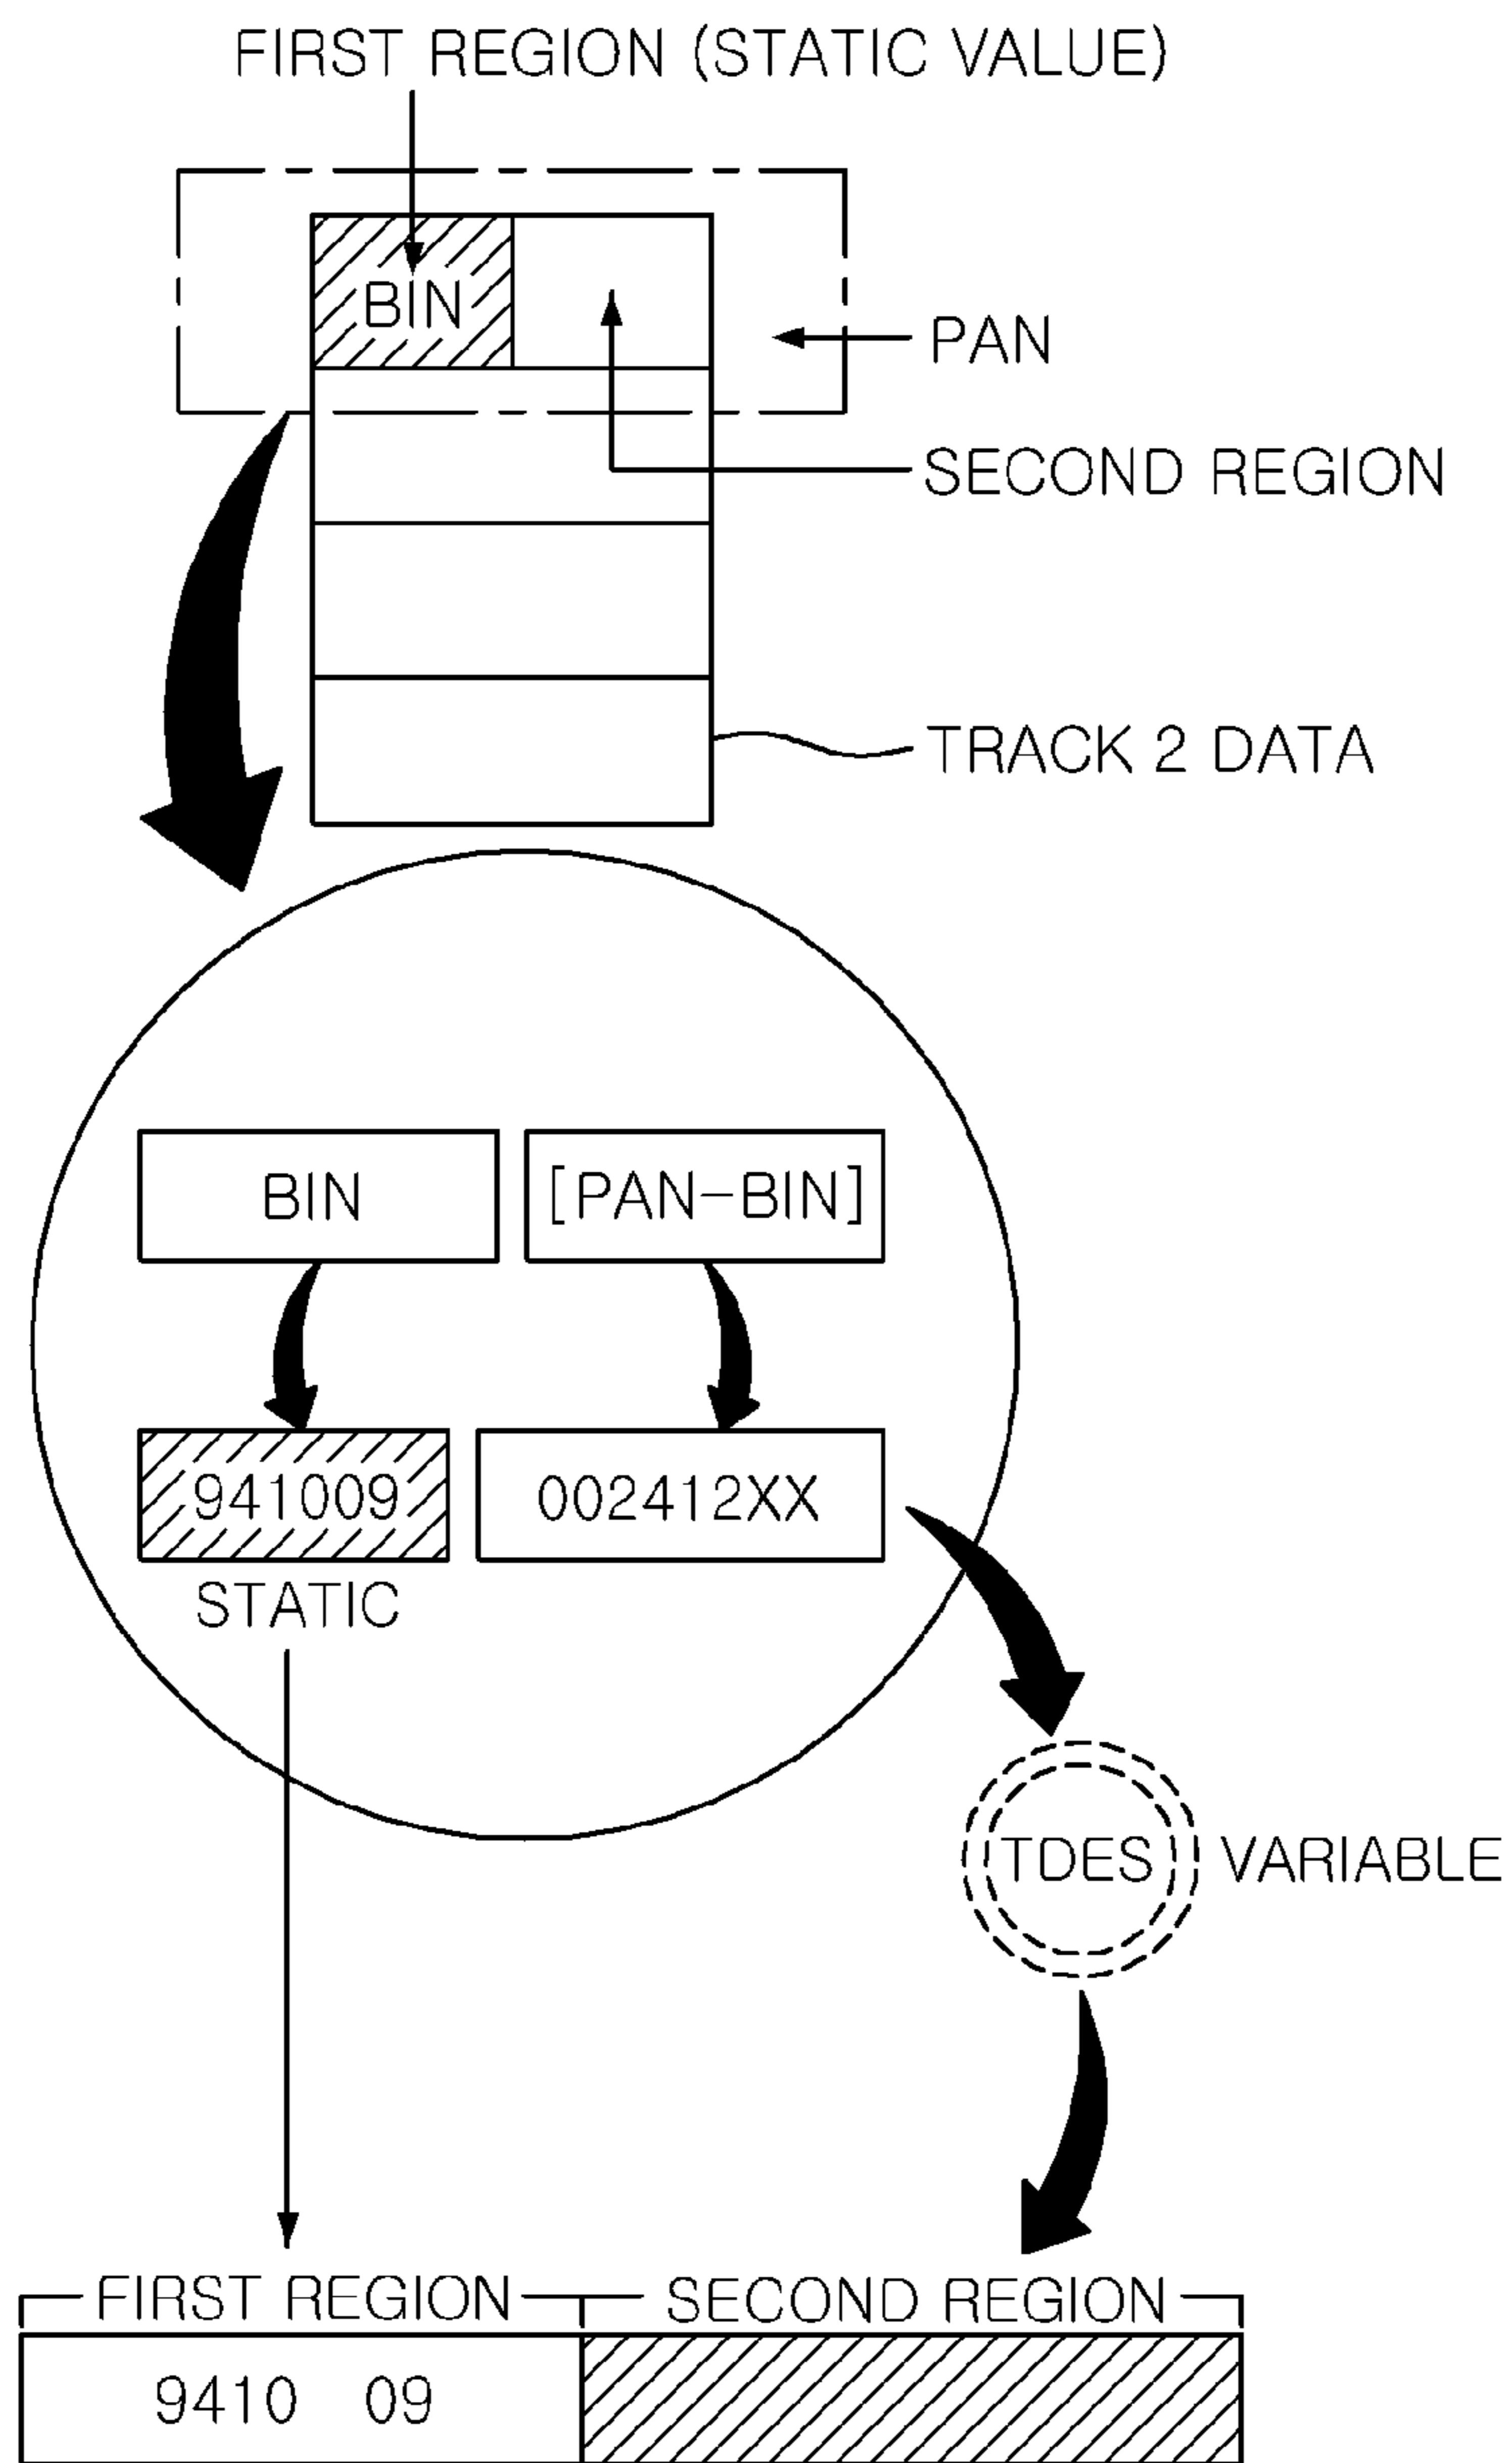 FIRST REGION (STATIC VALUE)
BIN
PAN
SECOND REGION
TRACK 2 DATA
BIN
[PAN-BIN]
941009
002412XX
STATIC
TDES
VARIABLE
FIRST REGION
SECOND REGION
9410 09